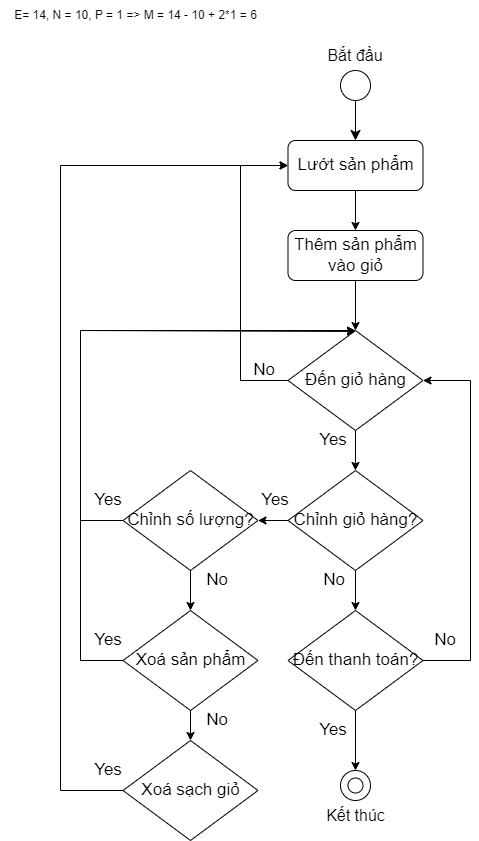 E= 14, N = 10, P = 1 => M = 14 - 10 + 2*1 = 6
Bắt đầu
Lướt sản phẩm
Thêm sản phẩm
vào giỏ
No
Đến giỏ hàng
Yes
Yes
Chỉnh số lượng?
Yes
Chỉnh giỏ hàng?
No
No
Yes
Xoá sản phẩm
Đến thanh toán?
No
No
Yes
Yes
Xoá sạch giỏ
Kết thúc